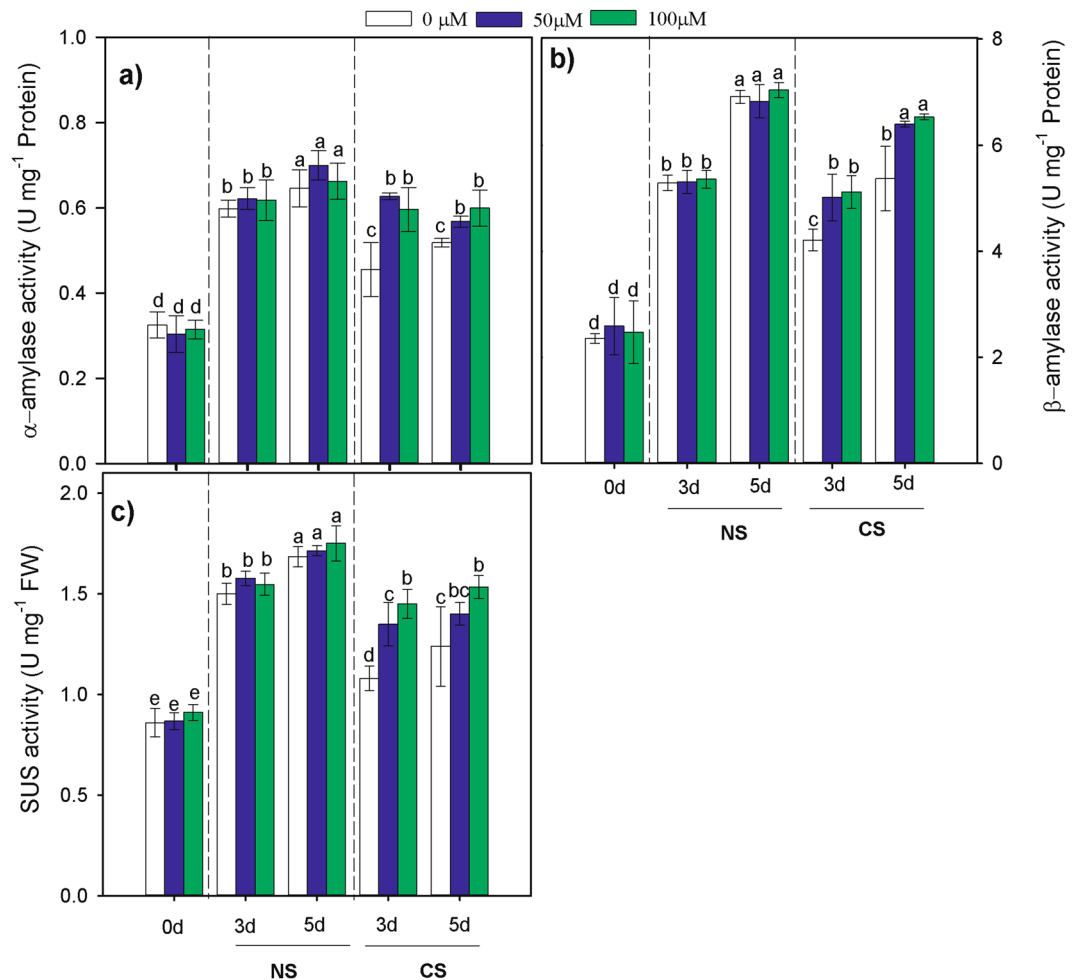 0 μM 50μM 100μM
a)
α−amylase activity (U mg⁻¹ Protein)
1.0
0.8
0.6
0.4
0.2
0.0
d d d
b b b
a a a
c b b
c b b
b)
β−amylase activity (U mg⁻¹ Protein)
8
6
4
2
0
d d d
b b b
a a a
c b b
b a a
0d 3d 5d 3d 5d
NS CS
c)
SUS activity (U mg⁻¹ FW)
2.0
1.5
1.0
0.5
0.0
e e e
b b b
a a a
d c b
c bc b
0d 3d 5d 3d 5d
NS CS